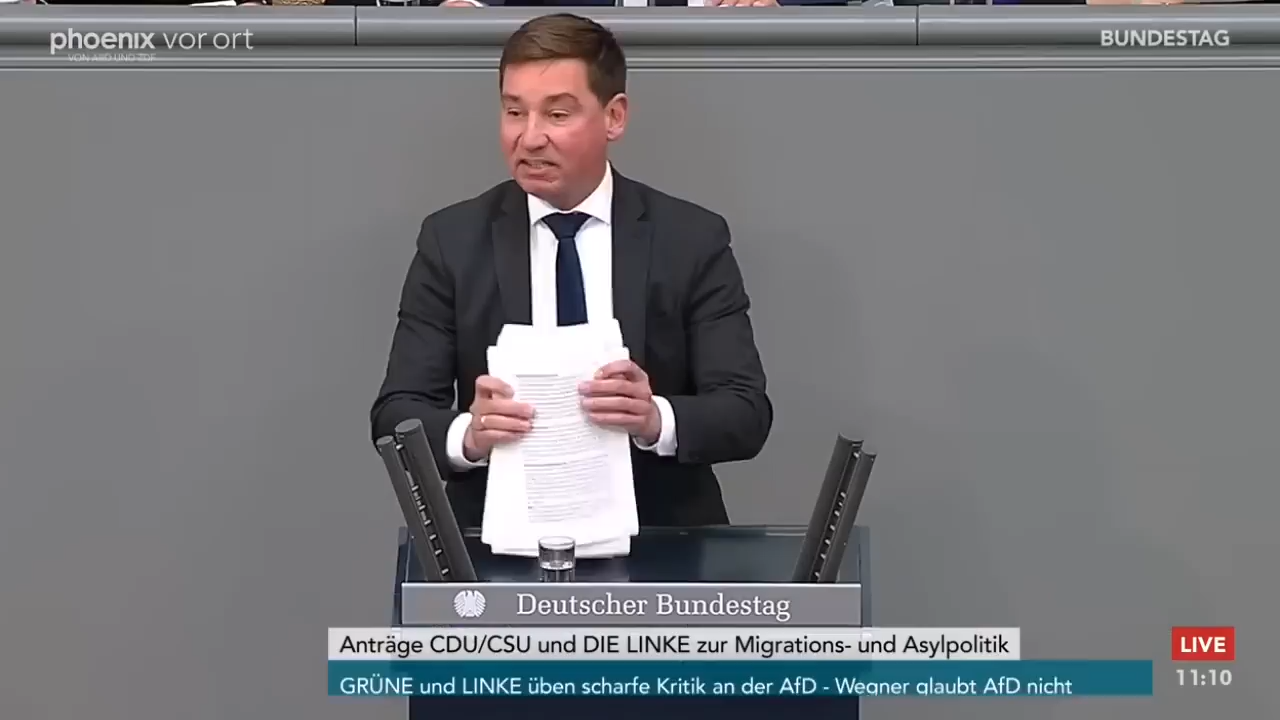 phoenix vor ort
VON ARD UND ZDF
BUNDESTAG
Deutscher Bundestag
Anträge CDU/CSU und DIE LINKE zur Migrations- und Asylpolitik
LIVE
GRÜNE und LINKE üben scharfe Kritik an der AfD - Wegner glaubt AfD nicht
11:10